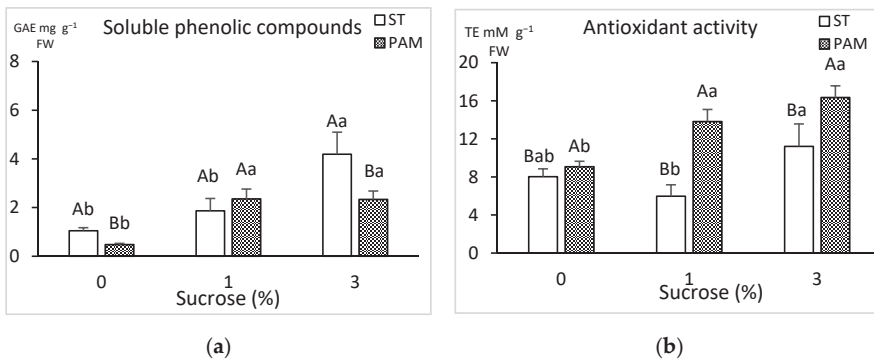 GAE mg g⁻¹ FW
Soluble phenolic compounds
ST
PAM
8
6
4
2
0
Ab
Bb
Ab
Aa
Aa
Ba
0 1 3
Sucrose (%)
(a)
TE mM g⁻¹ FW
Antioxidant activity
ST
PAM
20
16
12
8
4
0
Bab
Ab
Bb
Aa
Ba
Aa
0 1 3
Sucrose (%)
(b)